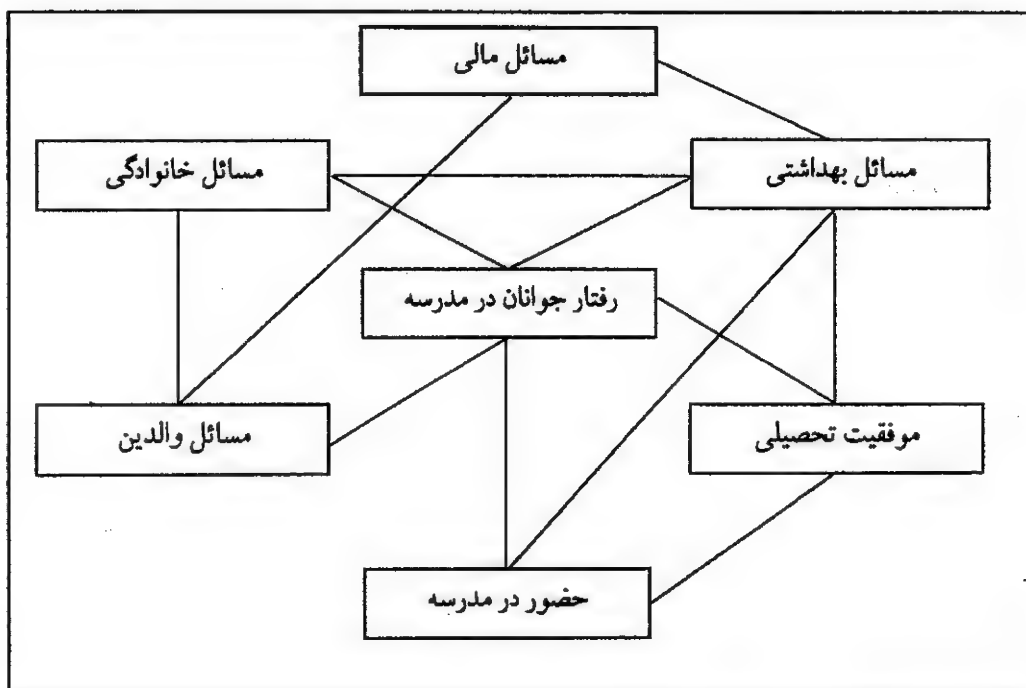 مسائل مالی
مسائل خانوادگی
مسائل بهداشتی
رفتار جوانان در مدرسه
مسائل والدین
موفقیت تحصیلی
حضور در مدرسه